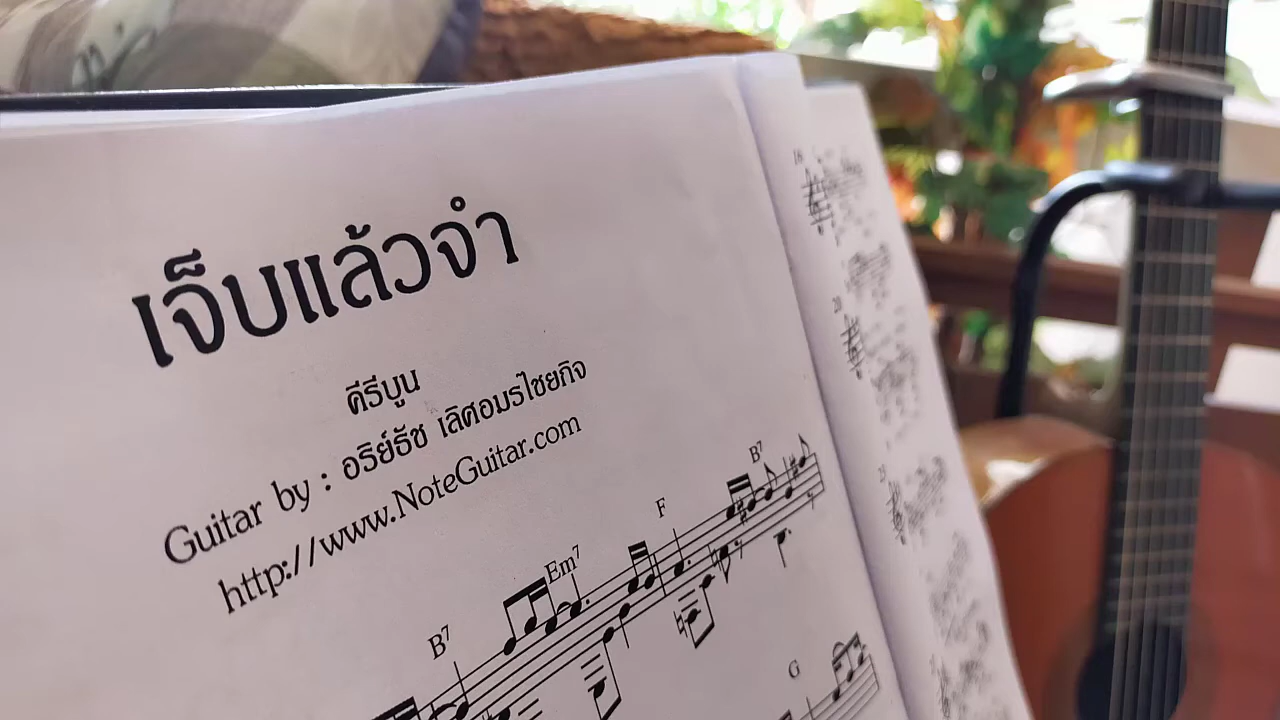 เจ็บแล้วจำ
คีรีบูน
Guitar by : อริย์ธัช เลิศอมรไชยกิจ
http://www.NoteGuitar.com
B7 Em7 F B7
G